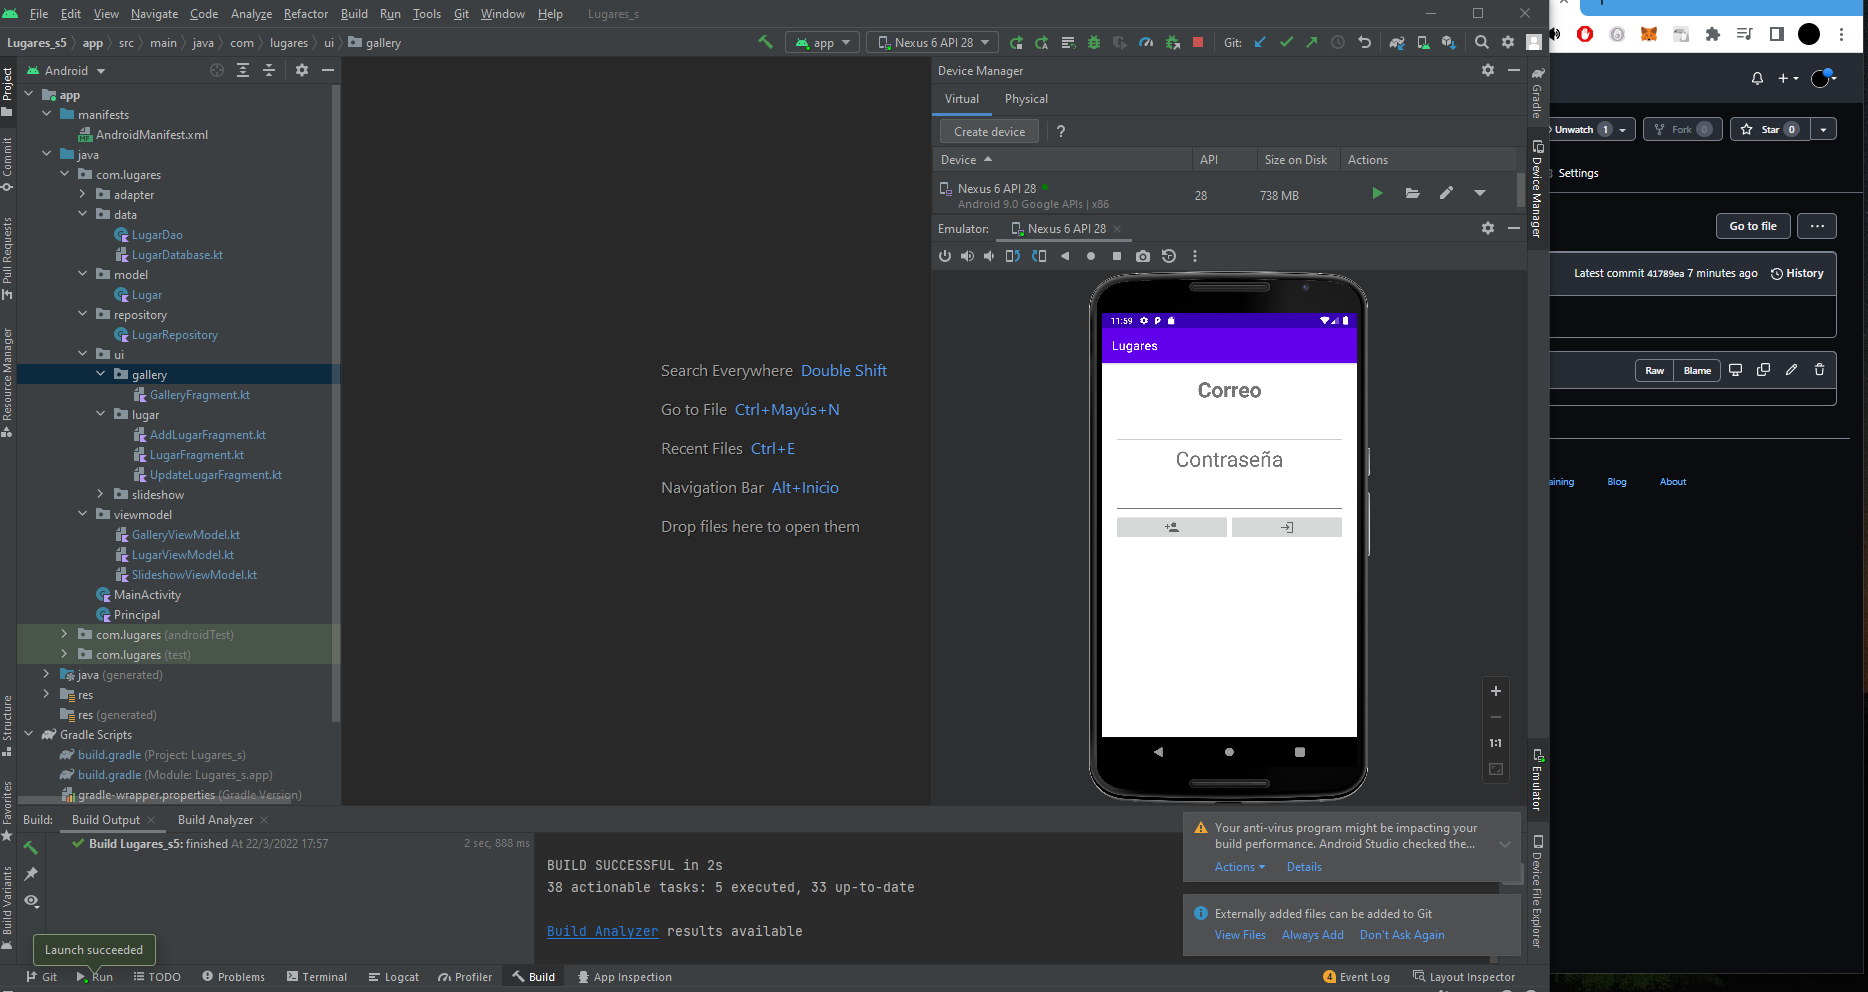 File Edit View Navigate Code Analyze Refactor Build Run Tools Git Window Help Lugares_s
Lugares_s5 app src main java com lugares ui gallery app Nexus 6 API 28 Git:
Project
Commit
Pull Requests
Resource Manager
Structure
Favorites
Build Variants
Android
app
manifests
AndroidManifest.xml
java
com.lugares
adapter
data
LugarDao
LugarDatabase.kt
model
Lugar
repository
LugarRepository
ui
gallery
GalleryFragment.kt
lugar
AddLugarFragment.kt
LugarFragment.kt
UpdateLugarFragment.kt
slideshow
viewmodel
GalleryViewModel.kt
LugarViewModel.kt
SlideshowViewModel.kt
MainActivity
Principal
com.lugares (androidTest)
com.lugares (test)
java (generated)
res
res (generated)
Gradle Scripts
build.gradle (Project: Lugares_s)
build.gradle (Module: Lugares_s.app)
gradle-wrapper.properties (Gradle Version)
Search Everywhere Double Shift
Go to File Ctrl+Mayús+N
Recent Files Ctrl+E
Navigation Bar Alt+Inicio
Drop files here to open them
Device Manager
Virtual Physical
Create device ?
Device API Size on Disk Actions
Nexus 6 API 28 28 738 MB
Android 9.0 Google APIs | x86
Emulator: Nexus 6 API 28
11:59
Lugares
Correo
Contraseña
1:1
Gradle
Device Manager
Emulator
Device File Explorer
Unwatch 1 Fork 0 Star 0
Settings
Go to file ...
Latest commit 41789ea 7 minutes ago History
Raw Blame
aining Blog About
Build: Build Output Build Analyzer
Build Lugares_s5: finished At 22/3/2022 17:57 2 sec, 888 ms
BUILD SUCCESSFUL in 2s
38 actionable tasks: 5 executed, 33 up-to-date
Build Analyzer results available
Your anti-virus program might be impacting your
build performance. Android Studio checked the...
Actions Details
Externally added files can be added to Git
View Files Always Add Don't Ask Again
Launch succeeded
Git Run TODO Problems Terminal Logcat Profiler Build App Inspection 4 Event Log Layout Inspector